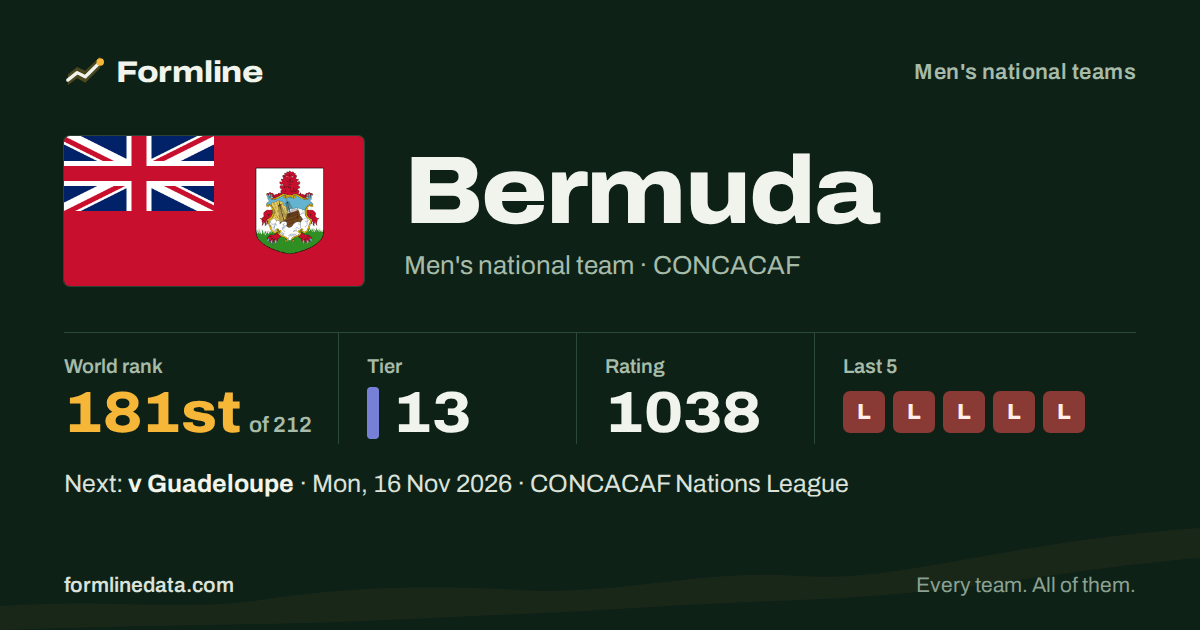 Formline
Men's national teams
Bermuda
Men's national team · CONCACAF
World rank
181st of 212
Tier
13
Rating
1038
Last 5
L L L L L
Next: v Guadeloupe · Mon, 16 Nov 2026 · CONCACAF Nations League
formlinedata.com
Every team. All of them.